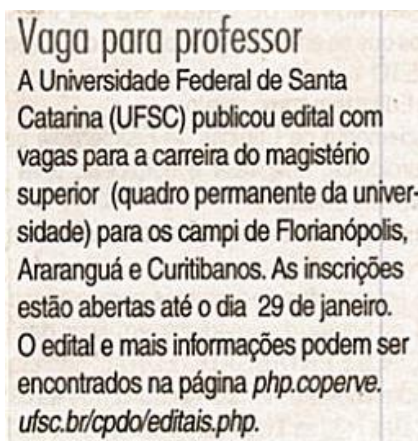 Vaga para professor
A Universidade Federal de Santa
Catarina (UFSC) publicou edital com
vagas para a carreira do magistério
superior (quadro permanente da univer-
sidade) para os câmpi de Florianópolis,
Araranguá e Curitibanos. As inscrições
estão abertas até o dia 29 de janeiro.
O edital e mais informações podem ser
encontrados na página php.coperve.
ufsc.br/cpdo/editais.php.